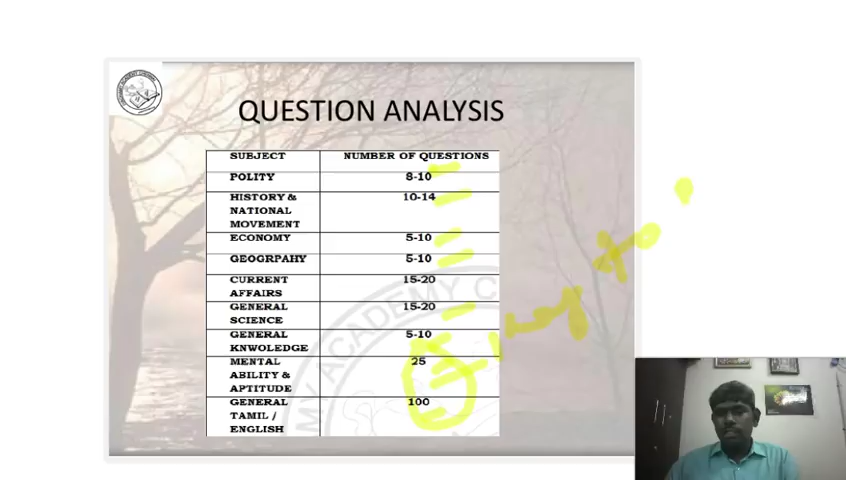 QUESTION ANALYSIS
SUBJECT NUMBER OF QUESTIONS
POLITY 8-10
HISTORY & 10-14
NATIONAL
MOVEMENT
ECONOMY 5-10
GEOGRPAHY 5-10
CURRENT 15-20
AFFAIRS
GENERAL 15-20
SCIENCE
GENERAL 5-10
KNWOLEDGE
MENTAL 25
ABILITY &
APTITUDE
GENERAL 100
TAMIL /
ENGLISH
MY ACADEMY C